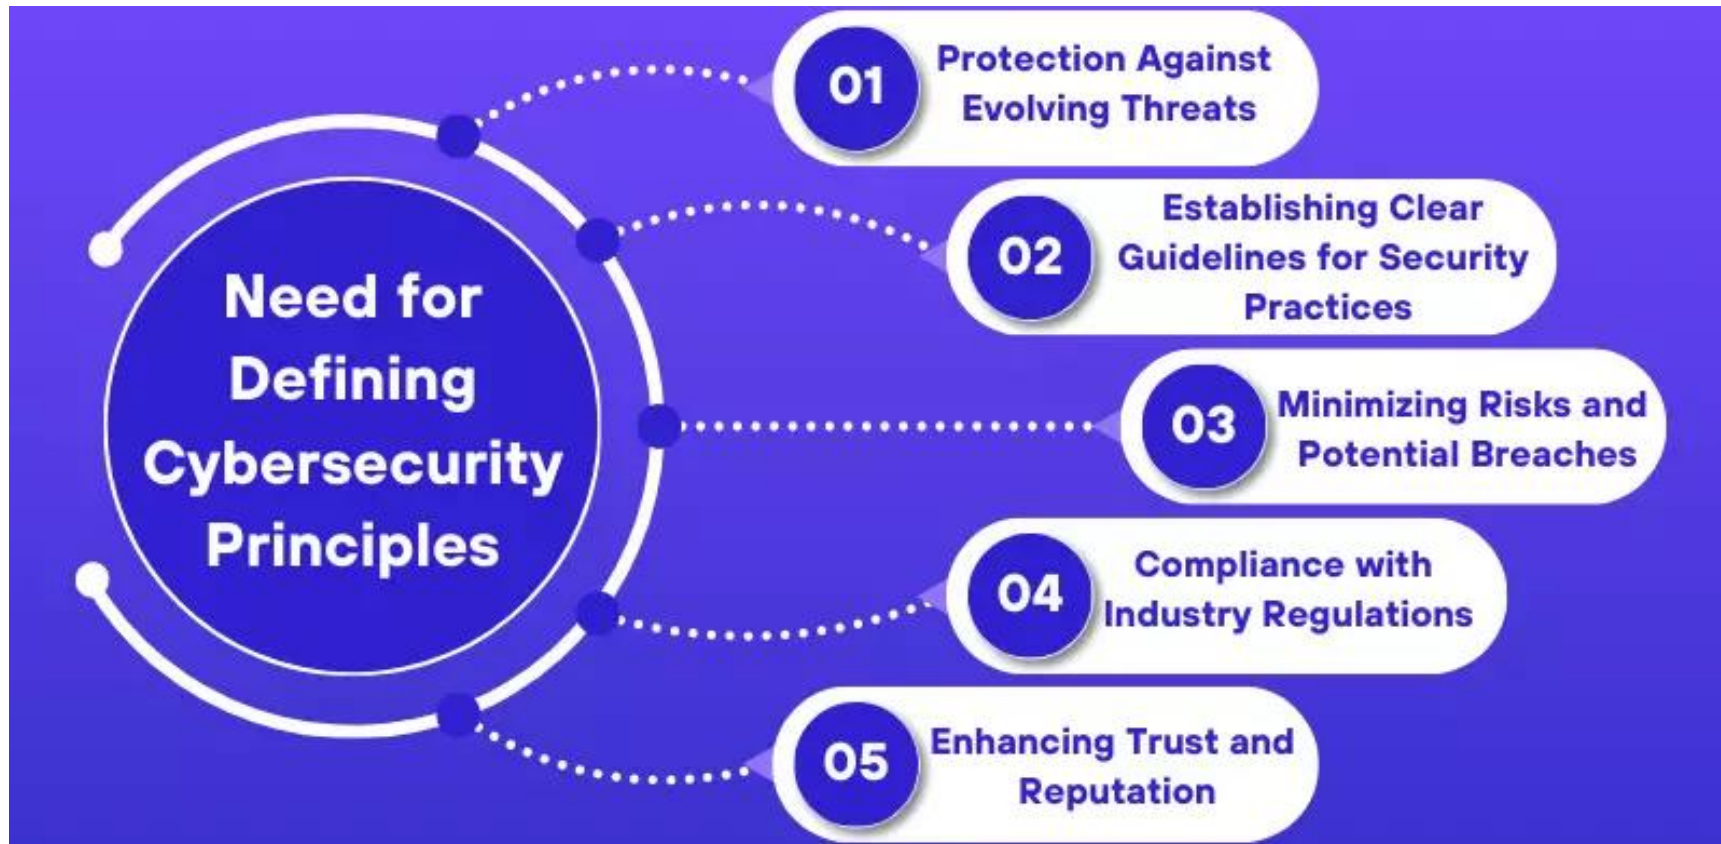 Need for
Defining
Cybersecurity
Principles
01
Protection Against
Evolving Threats
02
Establishing Clear
Guidelines for Security
Practices
03
Minimizing Risks and
Potential Breaches
04
Compliance with
Industry Regulations
05
Enhancing Trust and
Reputation